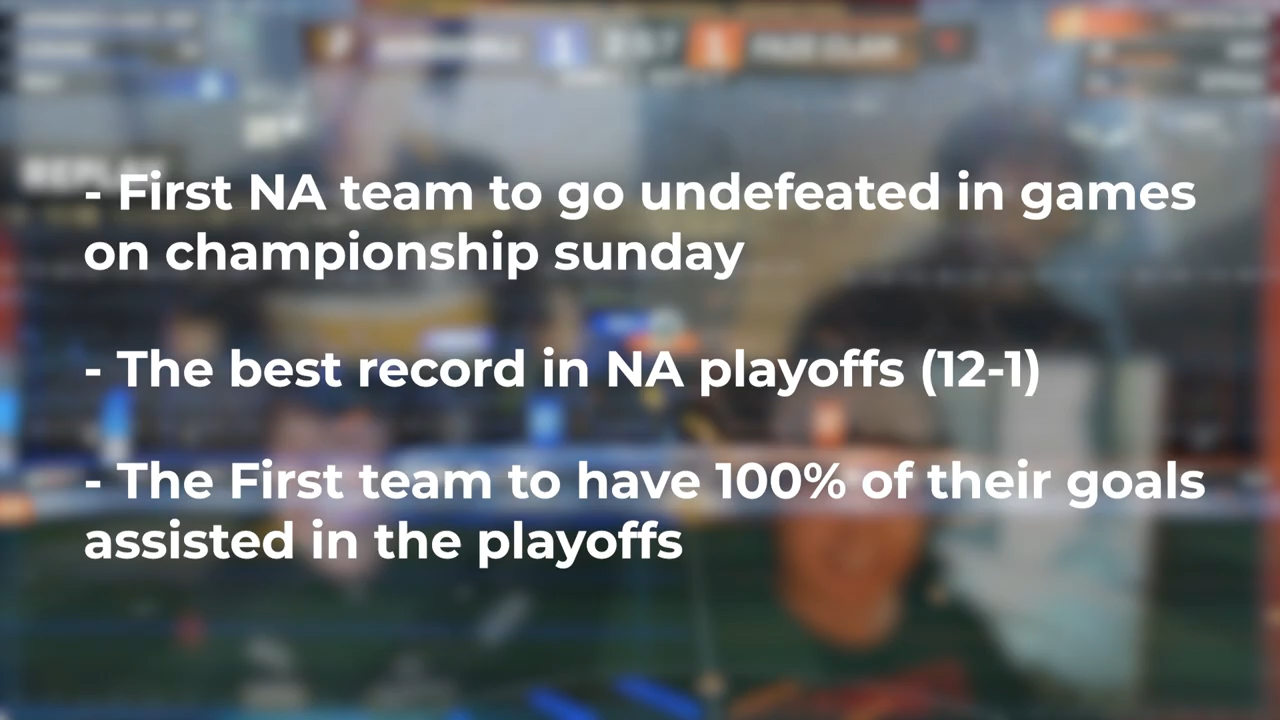 - First NA team to go undefeated in games
on championship sunday
- The best record in NA playoffs (12-1)
- The First team to have 100% of their goals
assisted in the playoffs